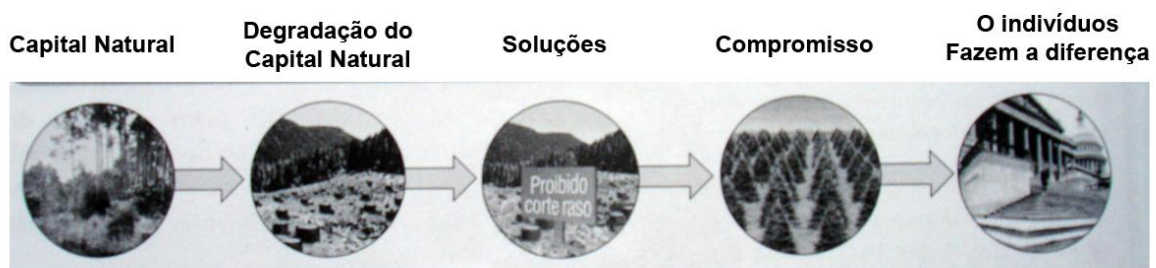 Capital Natural
Degradação do
Capital Natural
Soluções
Compromisso
O indivíduos
Fazem a diferença
Proibido
corte raso